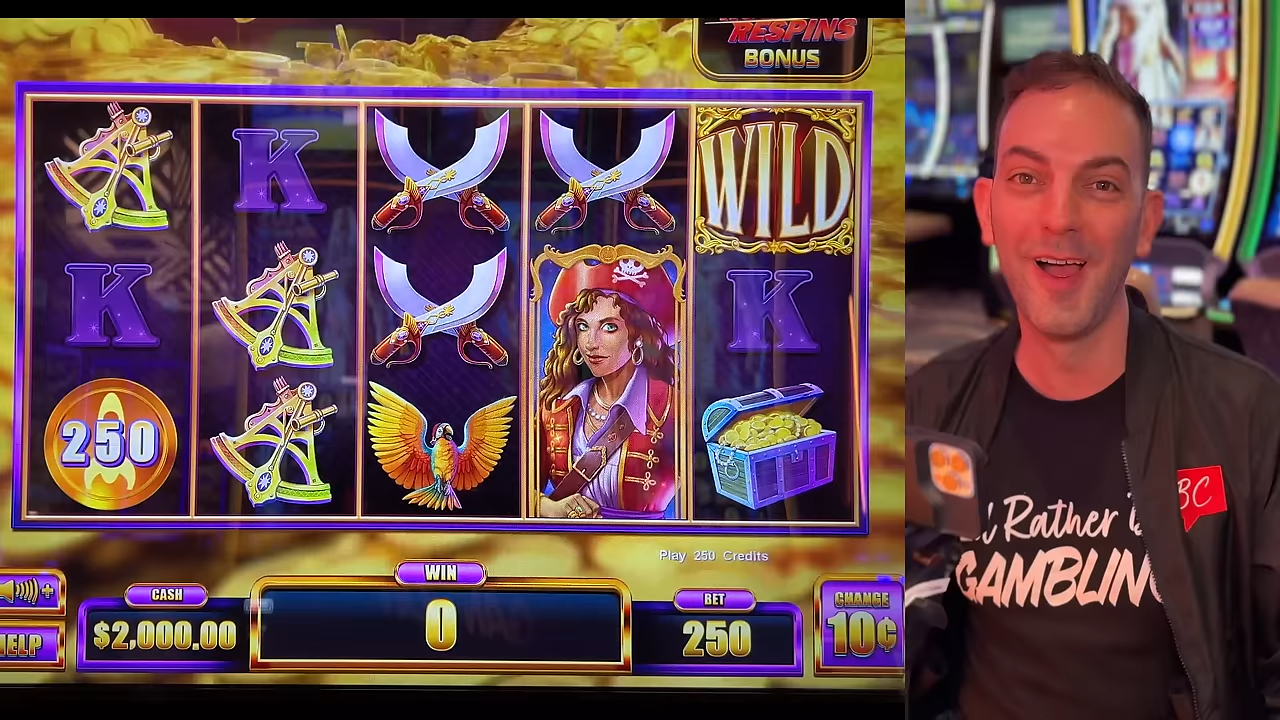 RESPINS
BONUS
K
WILD
K
K
250
Play 250 Credits
WIN
CASH
BET
CHANGE
$2,000.00
0
250
10¢
HELP
BC
Rather
GAMBLING